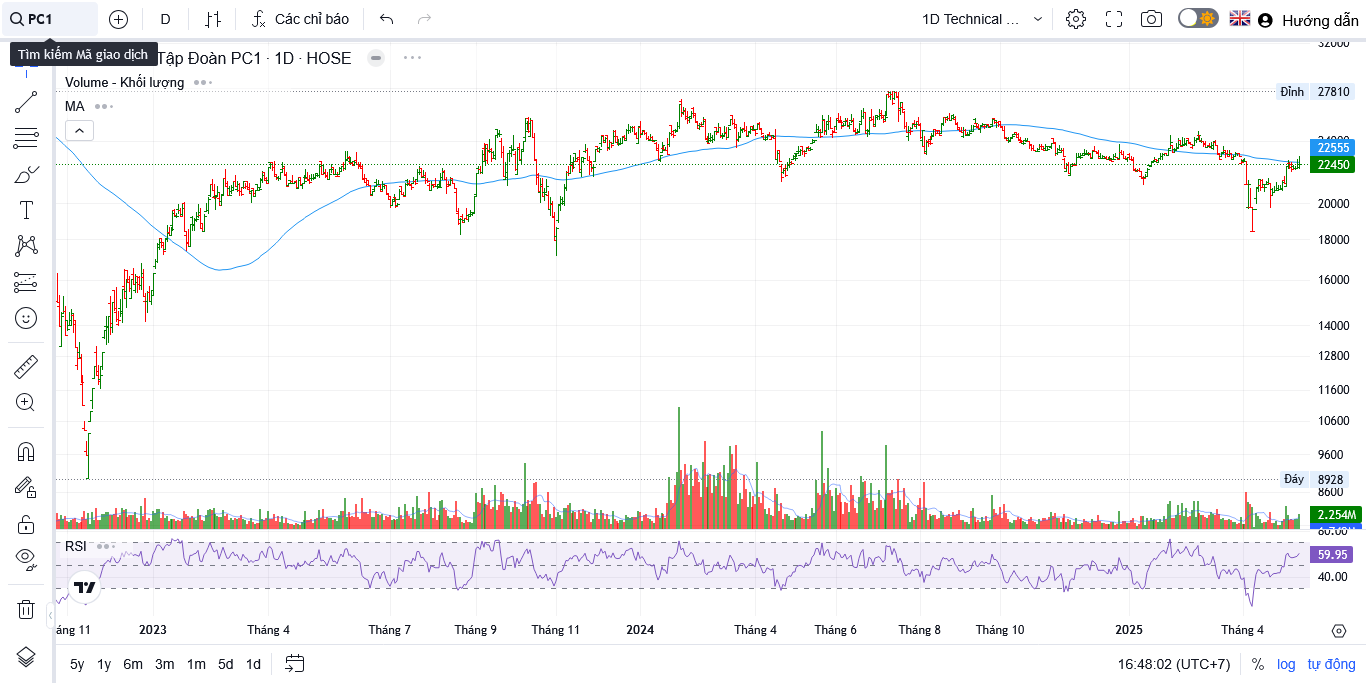 PC1 D Các chỉ báo 1D Technical ... Hướng dẫn
Tìm kiếm Mã giao dịch
Tập Đoàn PC1 · 1D · HOSE
Volume - Khối lượng
MA
32000
Đỉnh 27810
24000
22555
22450
20000
18000
16000
14000
12800
11600
10600
9600
Đáy 8928
8600
2.254M
80.00
RSI
59.95
40.00
áng 11 2023 Tháng 4 Tháng 7 Tháng 9 Tháng 11 2024 Tháng 4 Tháng 6 Tháng 8 Tháng 10 2025 Tháng 4
5y 1y 6m 3m 1m 5d 1d 16:48:02 (UTC+7) % log tự động